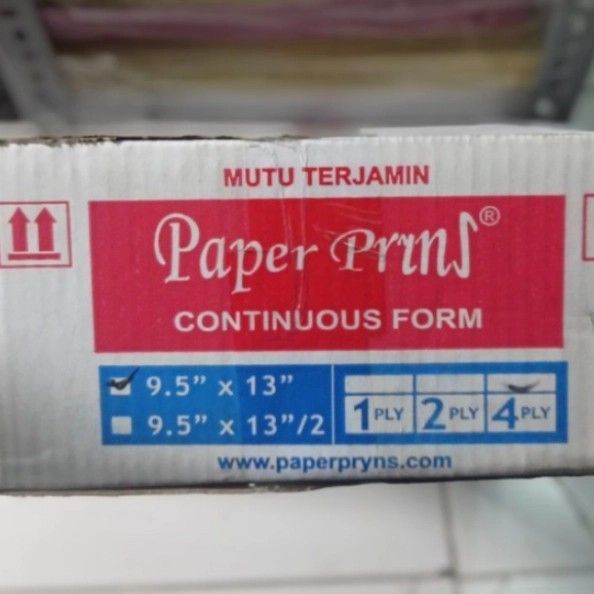 MUTU TERJAMIN
Paper Prıns®
CONTINUOUS FORM
9.5” x 13”
9.5” x 13”/2
1 PLY 2 PLY 4 PLY
www.paperpryns.com